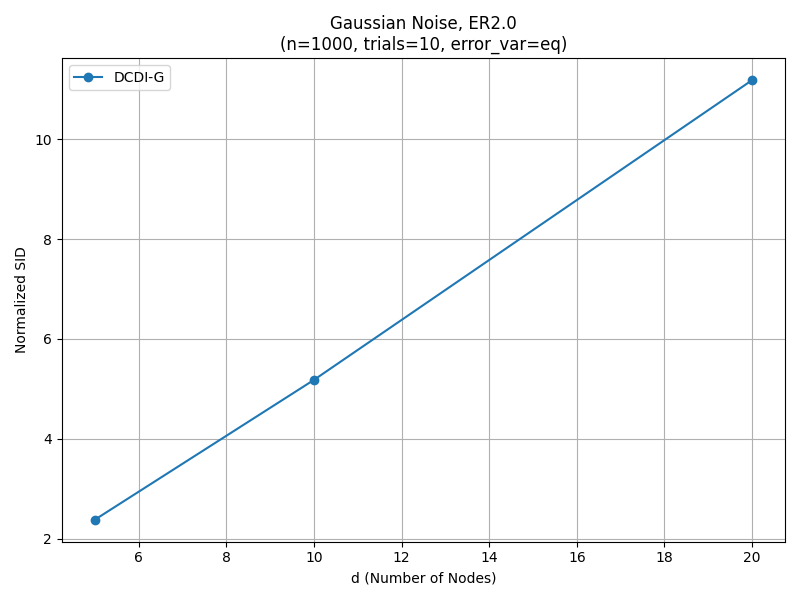 Gaussian Noise, ER2.0
(n=1000, trials=10, error_var=eq)
DCDI-G
Normalized SID
10
8
6
4
2
6 8 10 12 14 16 18 20
d (Number of Nodes)